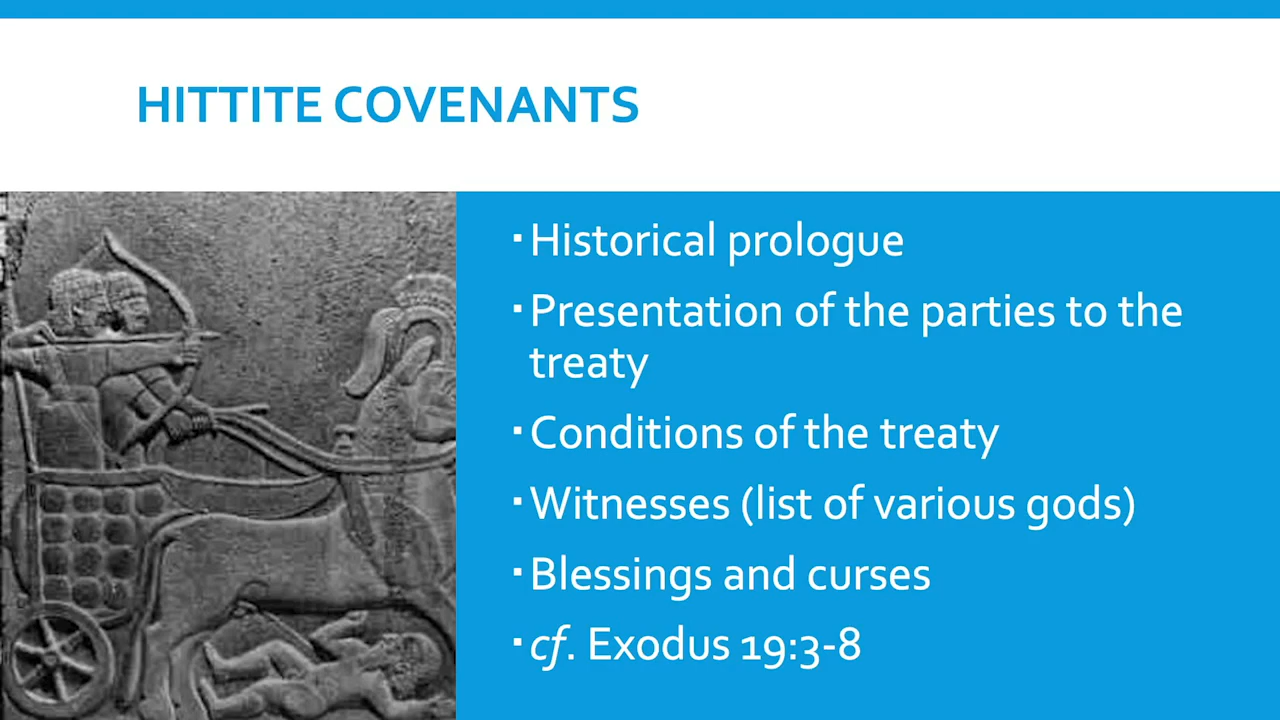 HITTITE COVENANTS
▪ Historical prologue
▪ Presentation of the parties to the
treaty
▪ Conditions of the treaty
▪ Witnesses (list of various gods)
▪ Blessings and curses
▪ cf. Exodus 19:3-8